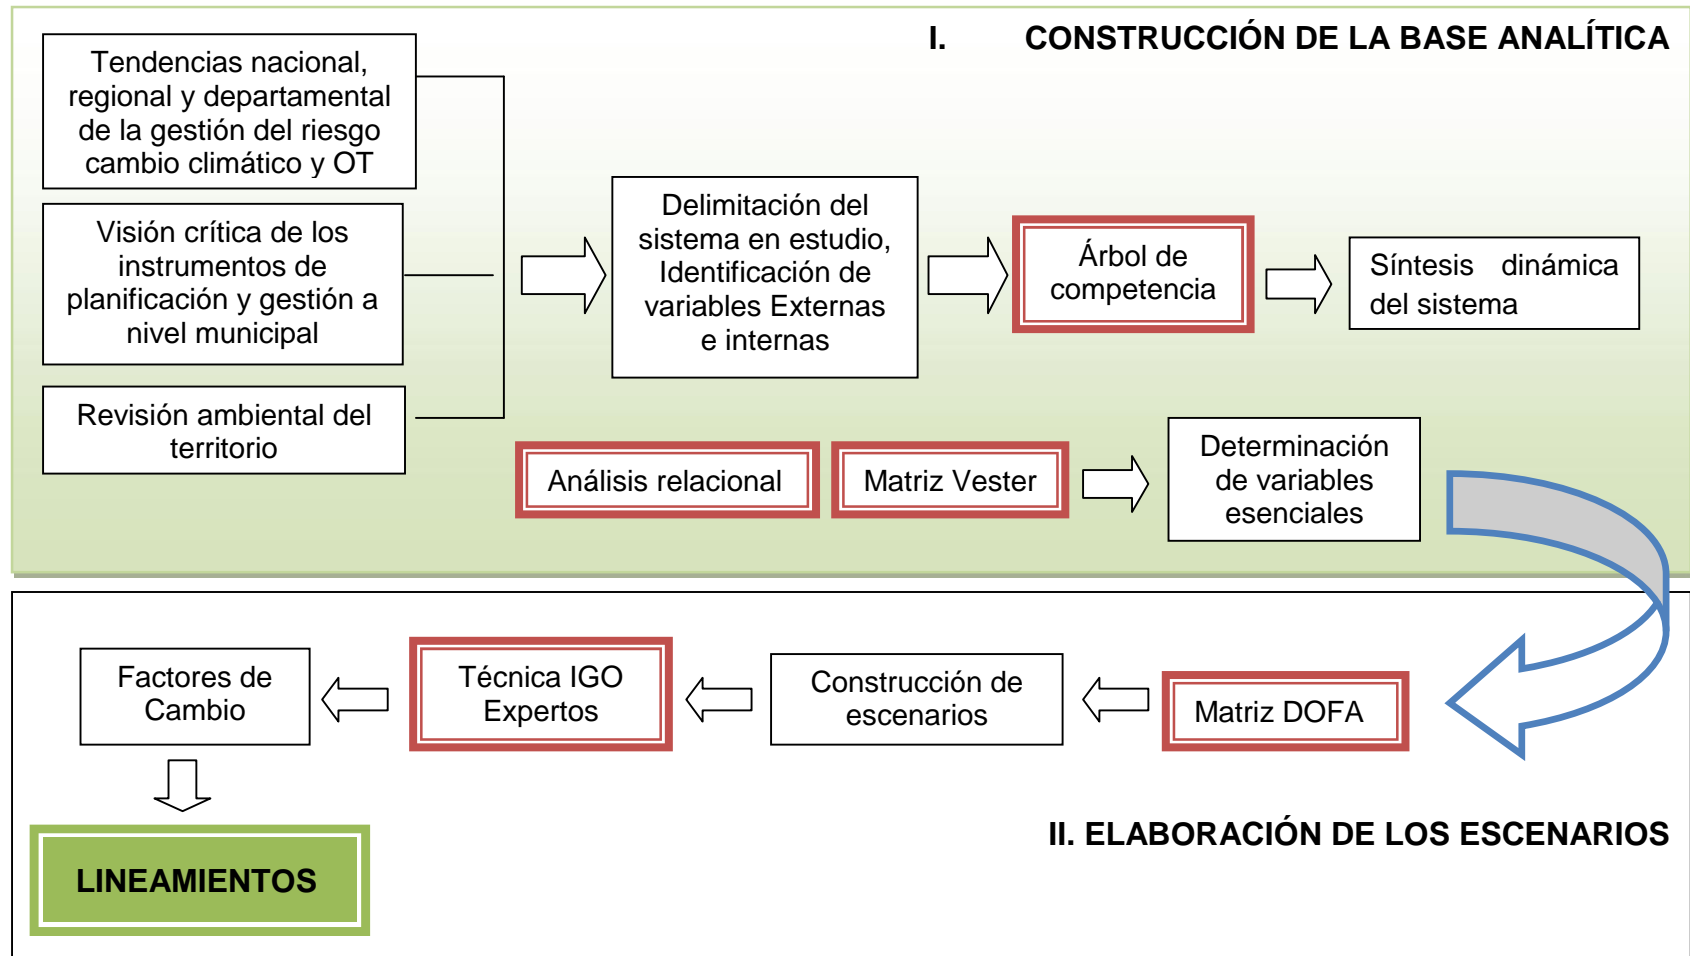 I. CONSTRUCCIÓN DE LA BASE ANALÍTICA
Tendencias nacional,
regional y departamental
de la gestión del riesgo
cambio climático y OT
Visión crítica de los
instrumentos de
planificación y gestión a
nivel municipal
Revisión ambiental del
territorio
Delimitación del
sistema en estudio,
Identificación de
variables Externas
e internas
Árbol de
competencia
Síntesis dinámica
del sistema
Análisis relacional
Matriz Vester
Determinación
de variables
esenciales
Factores de
Cambio
Técnica IGO
Expertos
Construcción de
escenarios
Matriz DOFA
II. ELABORACIÓN DE LOS ESCENARIOS
LINEAMIENTOS